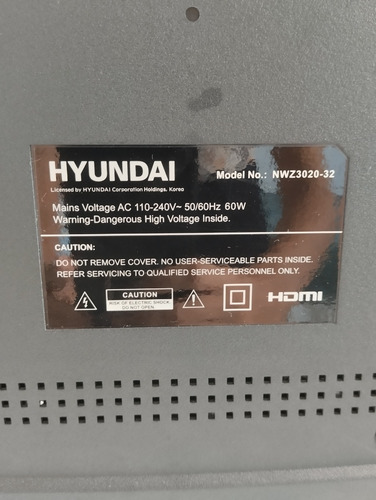 HYUNDAI
Model No.: NWZ3020-32
Licensed by HYUNDAI Corporation Holdings, Korea
Mains Voltage AC 110-240V~ 50/60Hz 60W
Warning-Dangerous High Voltage Inside.
CAUTION:
DO NOT REMOVE COVER. NO USER-SERVICEABLE PARTS INSIDE.
REFER SERVICING TO QUALIFIED SERVICE PERSONNEL ONLY.
CAUTION
RISK OF ELECTRIC SHOCK
DO NOT OPEN
HDMI